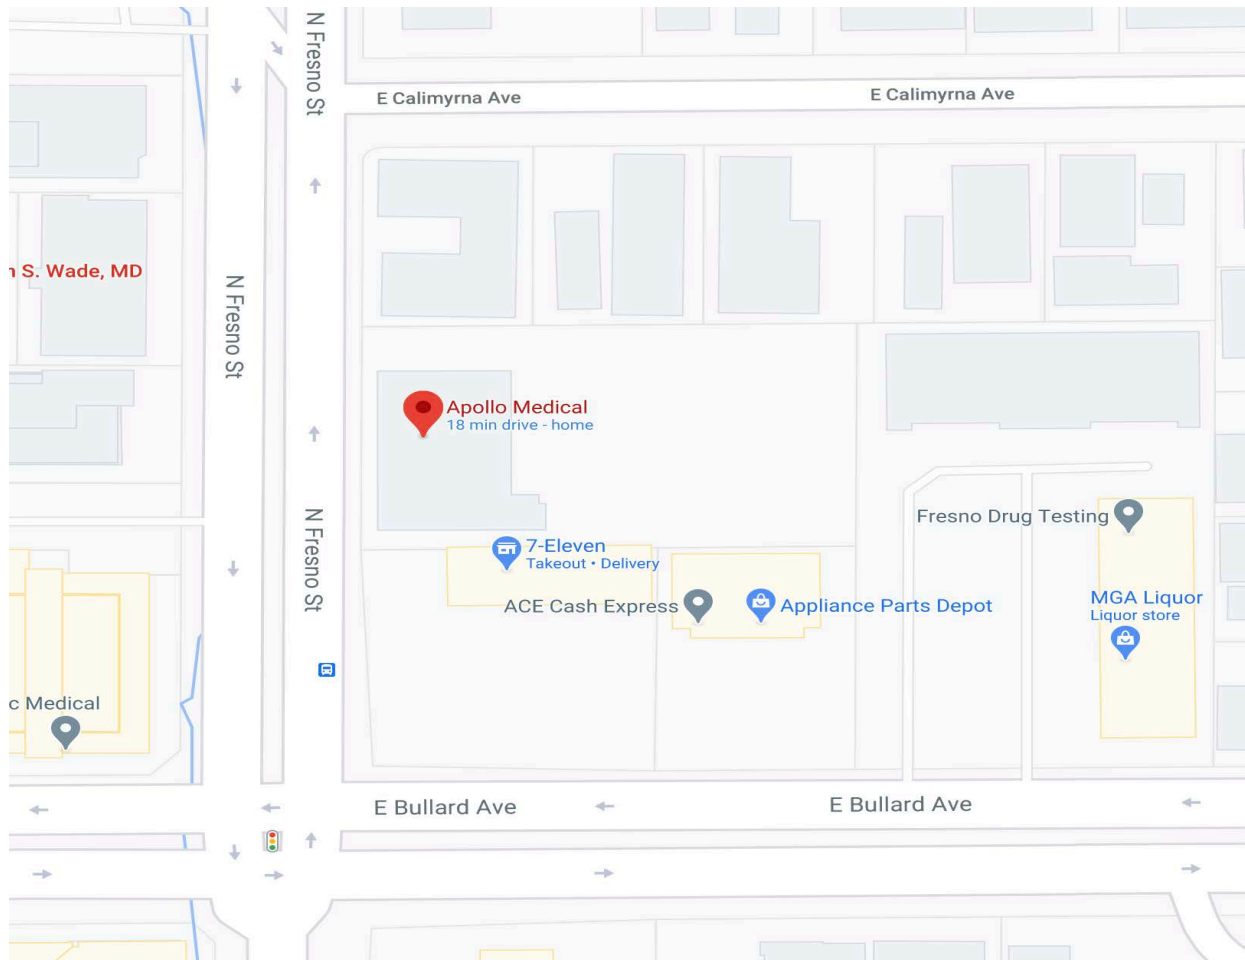 N Fresno St
E Calimyrna Ave
E Calimyrna Ave
S. Wade, MD
N Fresno St
Apollo Medical
18 min drive - home
N Fresno St
Fresno Drug Testing
7-Eleven
Takeout • Delivery
ACE Cash Express
Appliance Parts Depot
MGA Liquor
Liquor store
c Medical
E Bullard Ave
E Bullard Ave